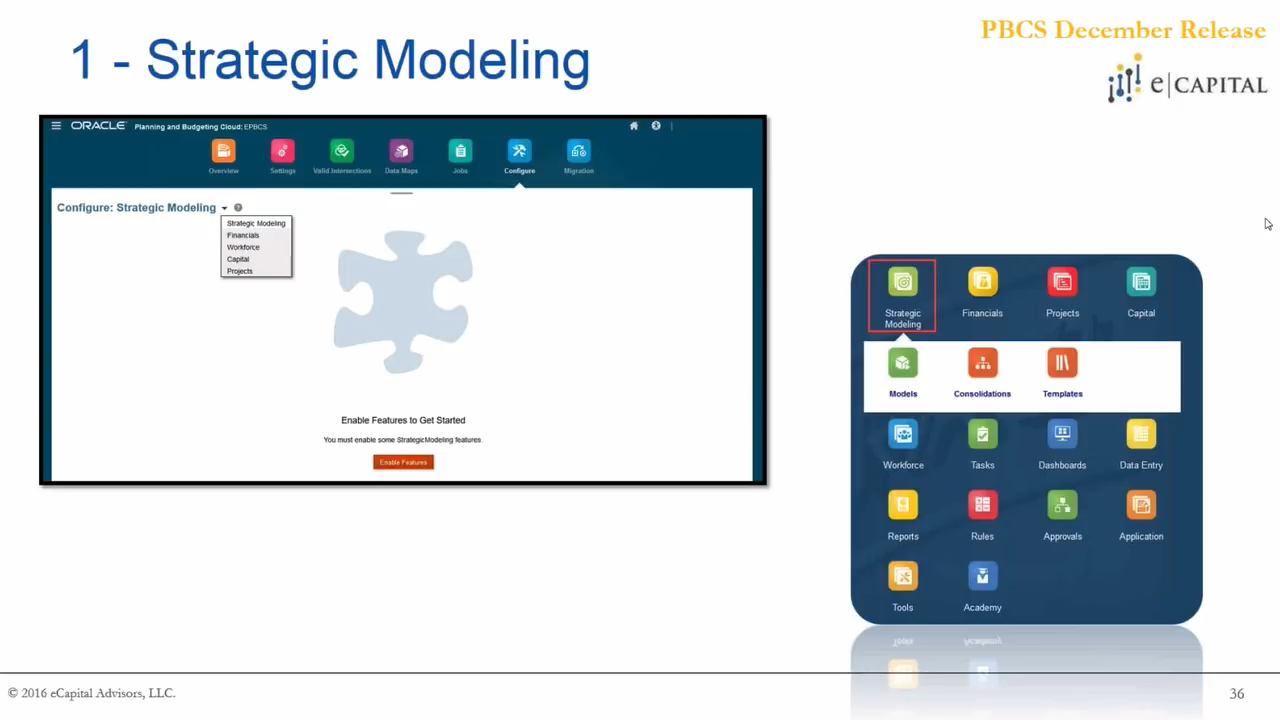 1 - Strategic Modeling
PBCS December Release
e|CAPITAL
ORACLE Planning and Budgeting Cloud: EPBCS
Overview
Settings
Valid Intersections
Data Maps
Jobs
Configure
Migration
Configure: Strategic Modeling
Strategic Modeling
Financials
Workforce
Capital
Projects
Enable Features to Get Started
You must enable some StrategicModeling features.
Enable Features
Strategic
Modeling
Financials
Projects
Capital
Models
Consolidations
Templates
Workforce
Tasks
Dashboards
Data Entry
Reports
Rules
Approvals
Application
Tools
Academy
© 2016 eCapital Advisors, LLC.
36